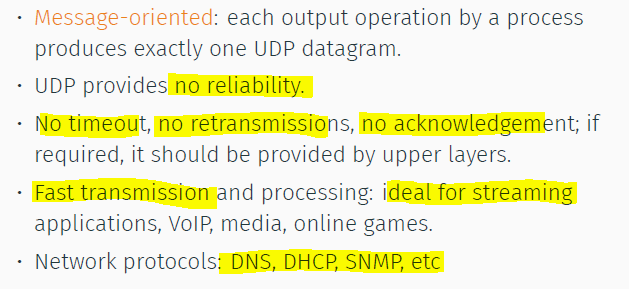 · Message-oriented: each output operation by a process
produces exactly one UDP datagram.
· UDP provides no reliability.
· No timeout, no retransmissions, no acknowledgement; if
required, it should be provided by upper layers.
· Fast transmission and processing: ideal for streaming
applications, VoIP, media, online games.
· Network protocols: DNS, DHCP, SNMP, etc